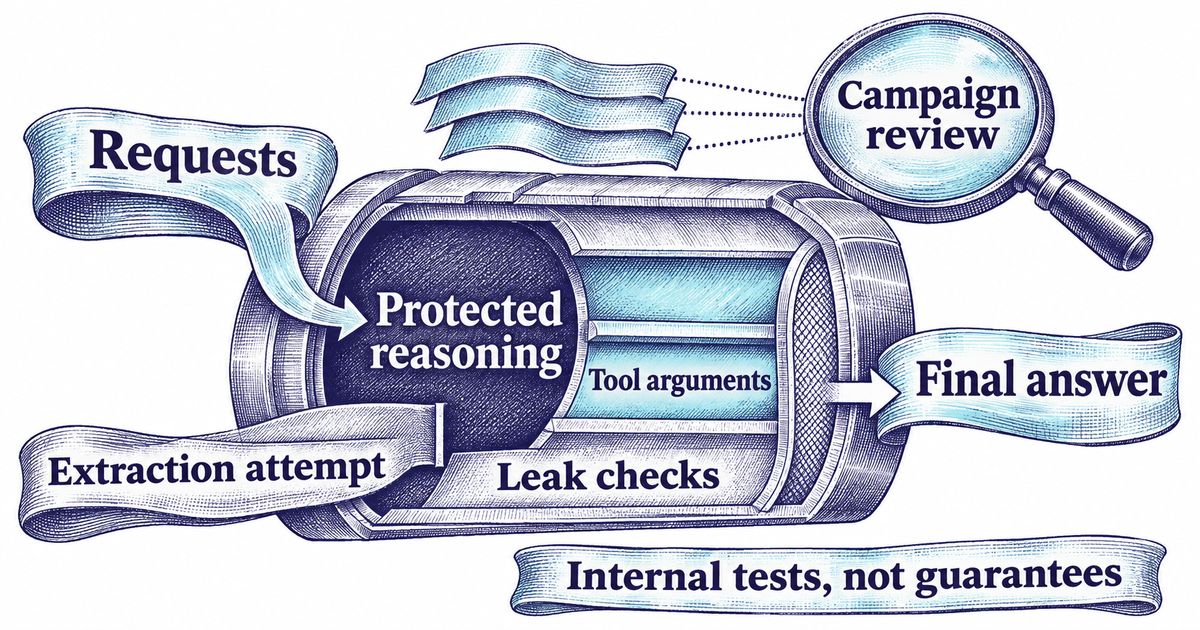 Campaign
review
Requests
Protected
reasoning
Tool arguments
Final answer
Extraction attempt
Leak checks
Internal tests, not guarantees